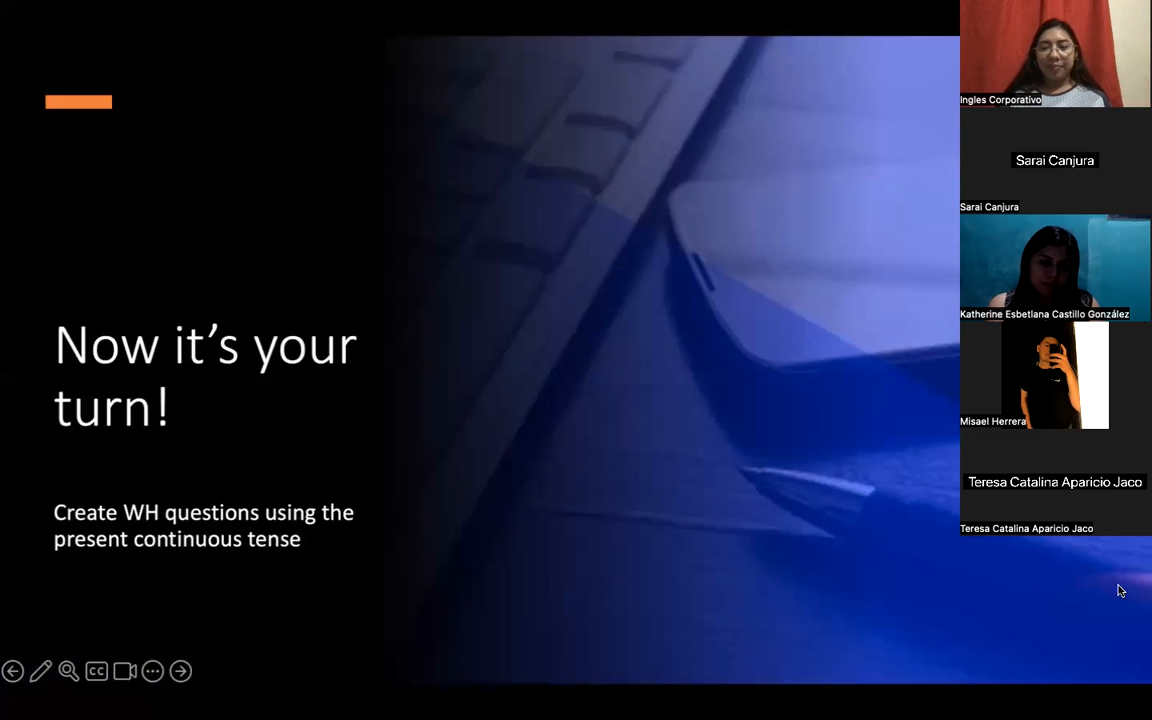 Now it's your
turn!
Create WH questions using the
present continuous tense
CC
Ingles Corporativo
Sarai Canjura
Sarai Canjura
Katherine Esbetlana Castillo González
Misael Herrera
Teresa Catalina Aparicio Jaco
Teresa Catalina Aparicio Jaco